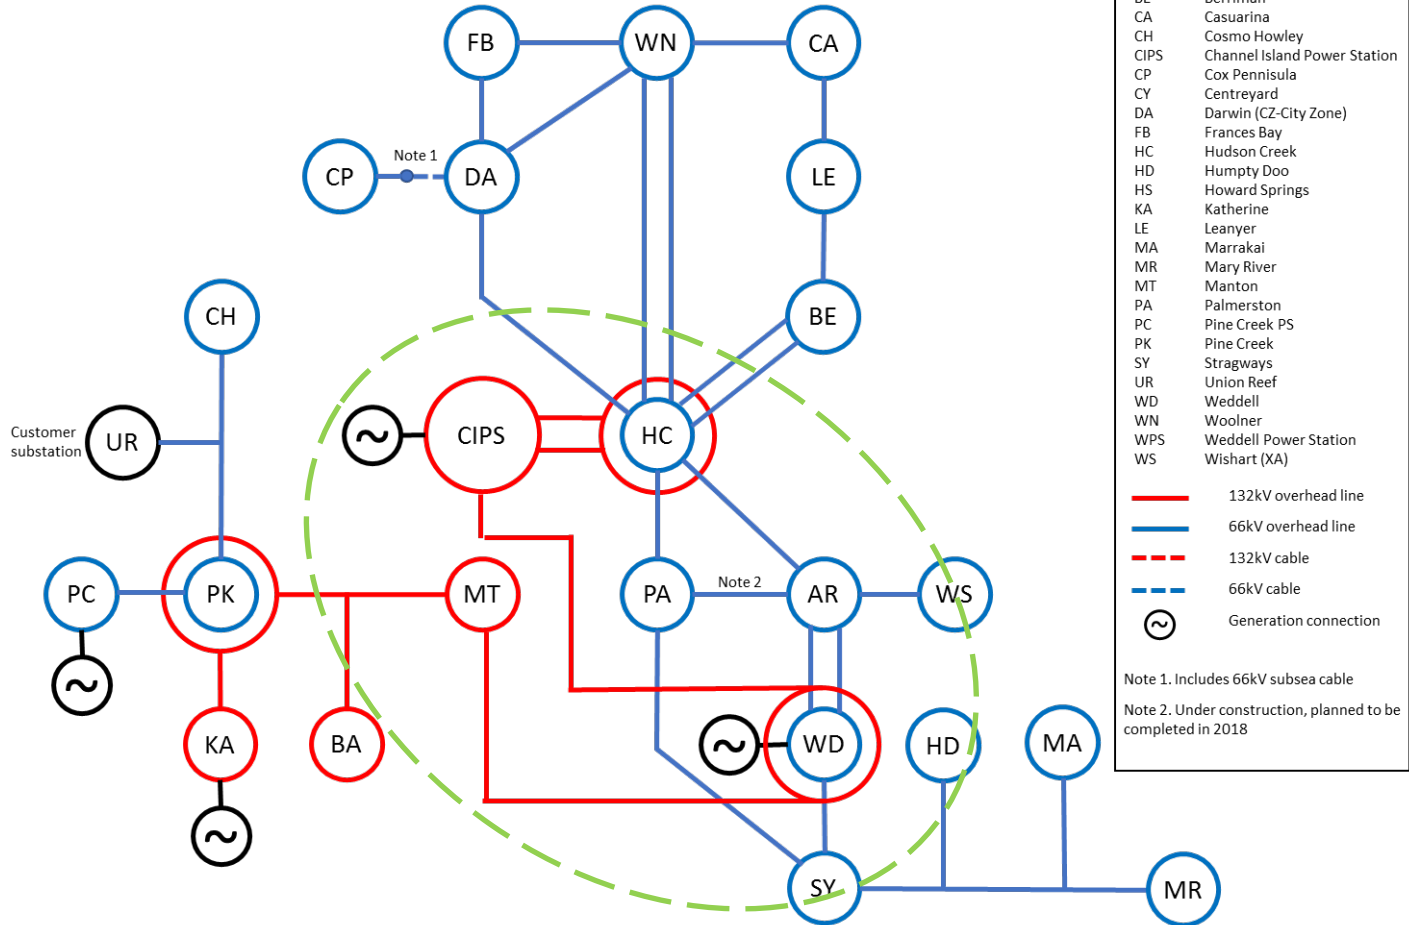 BE Berriman
CA Casuarina
CH Cosmo Howley
CIPS Channel Island Power Station
CP Cox Pennisula
CY Centreyard
DA Darwin (CZ-City Zone)
FB Frances Bay
HC Hudson Creek
HD Humpty Doo
HS Howard Springs
KA Katherine
LE Leanyer
MA Marrakai
MR Mary River
MT Manton
PA Palmerston
PC Pine Creek PS
PK Pine Creek
SY Stragways
UR Union Reef
WD Weddell
WN Woolner
WPS Weddell Power Station
WS Wishart (XA)
132kV overhead line
66kV overhead line
132kV cable
66kV cable
Generation connection
Note 1. Includes 66kV subsea cable
Note 2. Under construction, planned to be
completed in 2018
FB
WN
CA
Note 1
CP
DA
LE
CH
BE
Customer
substation
UR
CIPS
HC
PC
PK
MT
PA
Note 2
AR
WS
KA
BA
WD
HD
MA
SY
MR